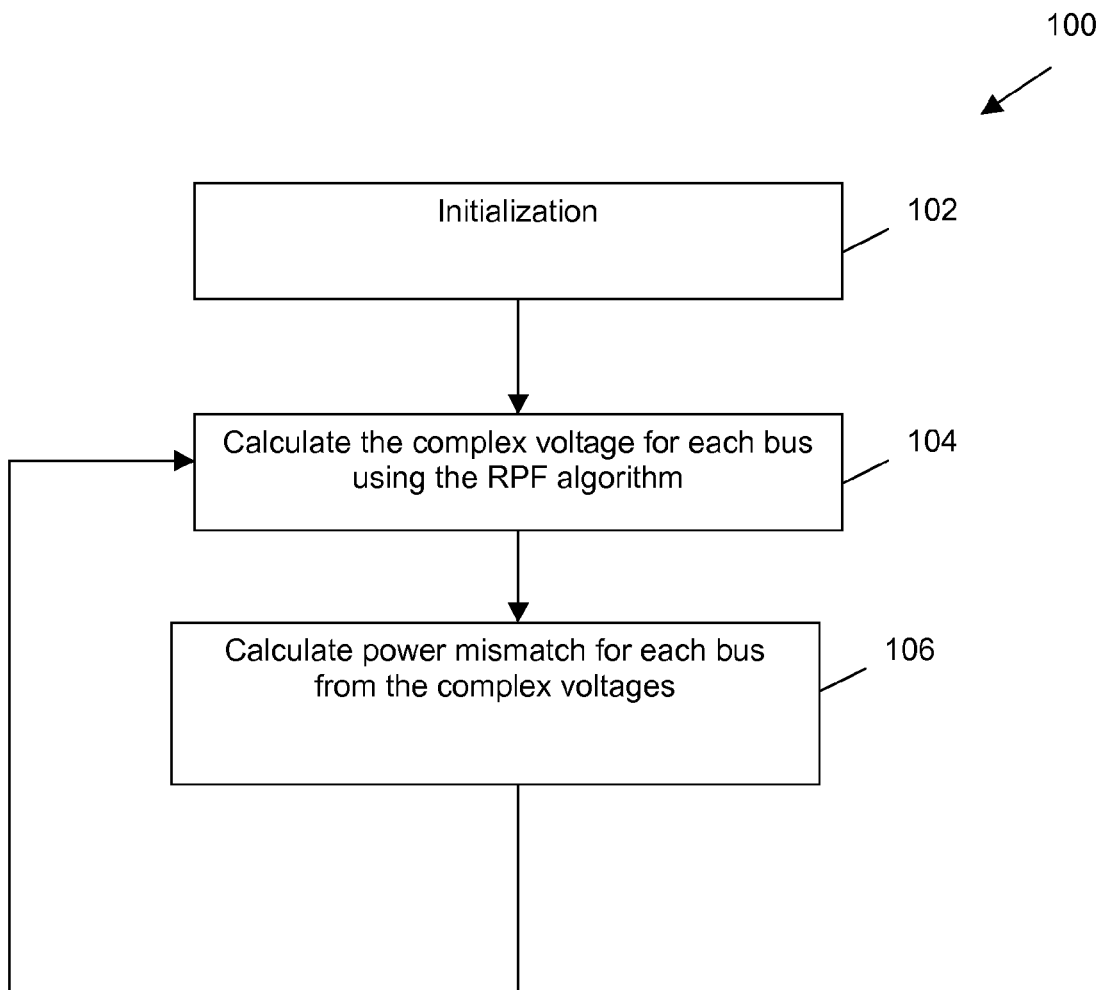 100
Initialization
102
Calculate the complex voltage for each bus
using the RPF algorithm
104
Calculate power mismatch for each bus
from the complex voltages
106